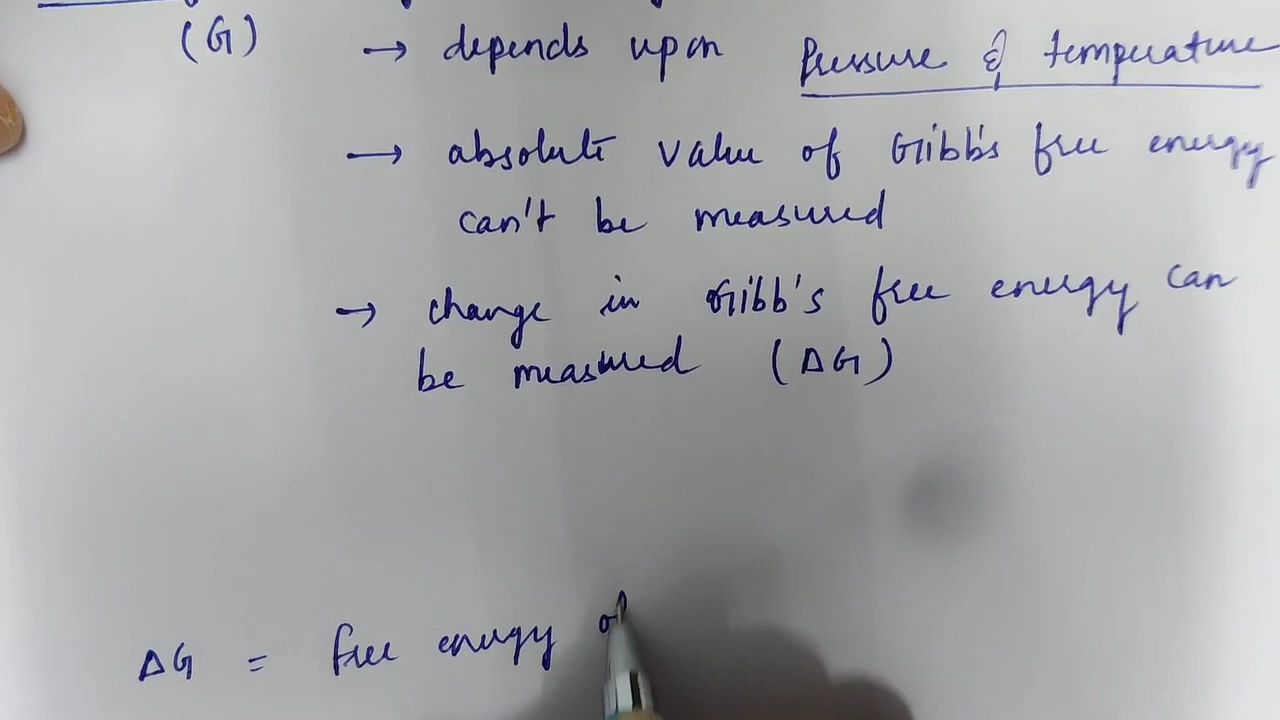 (G) → depends upon Pressure & temperature
→ absolute value of Gibb's free energy
can't be measured
→ change in Gibb's free energy can
be measured (ΔG)
ΔG = free energy of